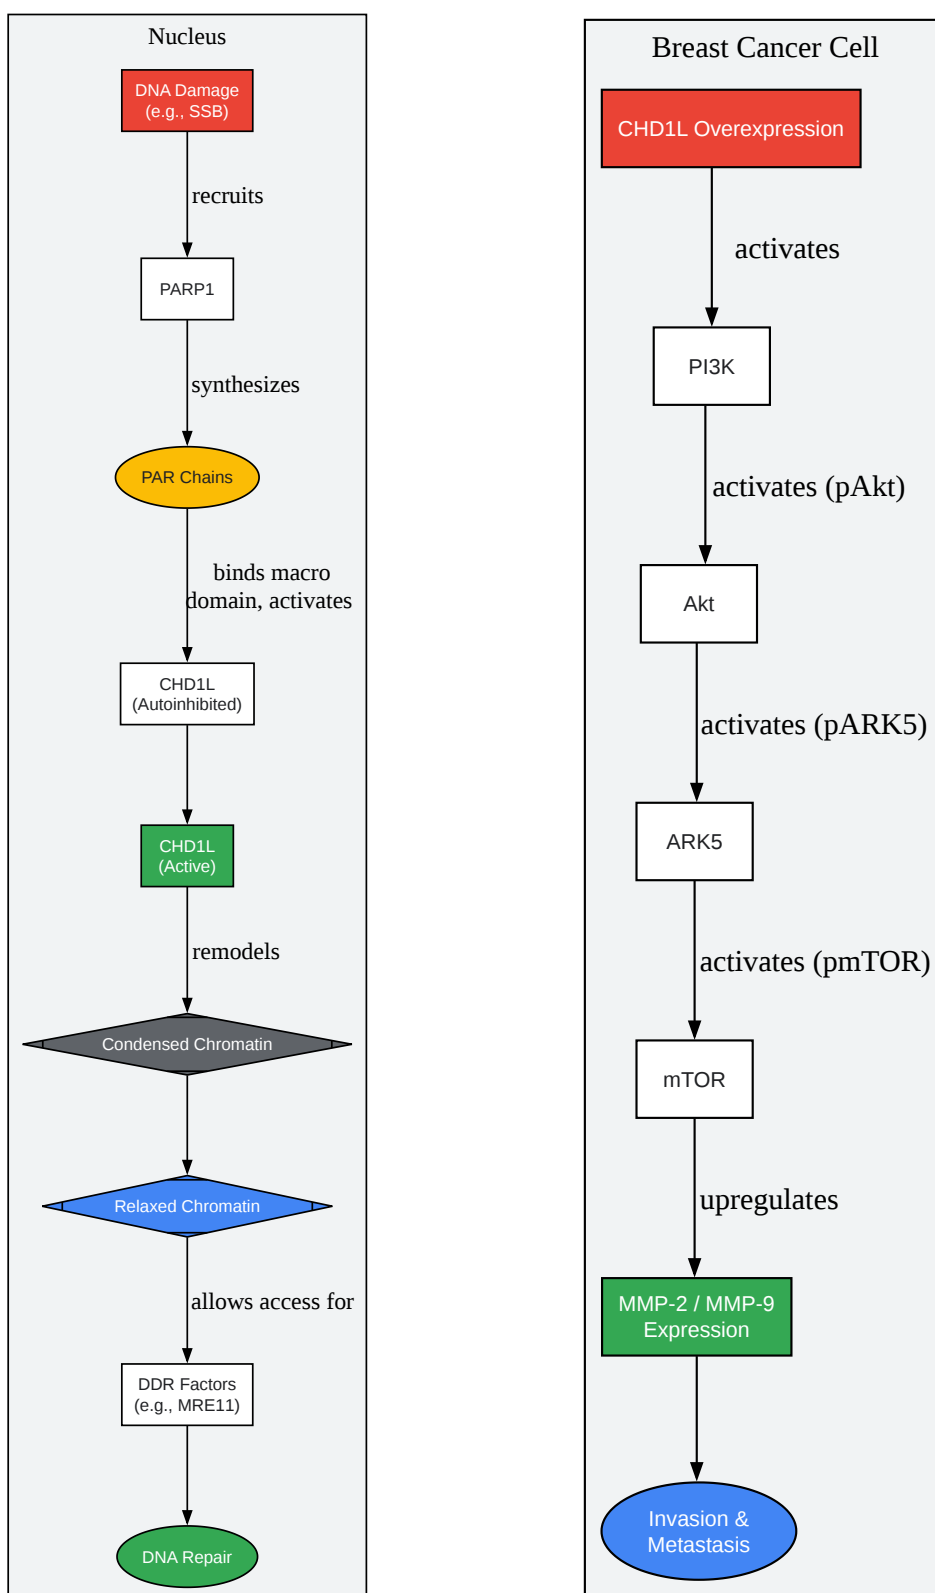 Nucleus
DNA Damage
(e.g., SSB)
recruits
PARP1
synthesizes
PAR Chains
binds macro
domain, activates
CHD1L
(Autoinhibited)
CHD1L
(Active)
remodels
Condensed Chromatin
Relaxed Chromatin
allows access for
DDR Factors
(e.g., MRE11)
DNA Repair
Breast Cancer Cell
CHD1L Overexpression
activates
PI3K
activates (pAkt)
Akt
activates (pARK5)
ARK5
activates (pmTOR)
mTOR
upregulates
MMP-2 / MMP-9
Expression
Invasion &
Metastasis